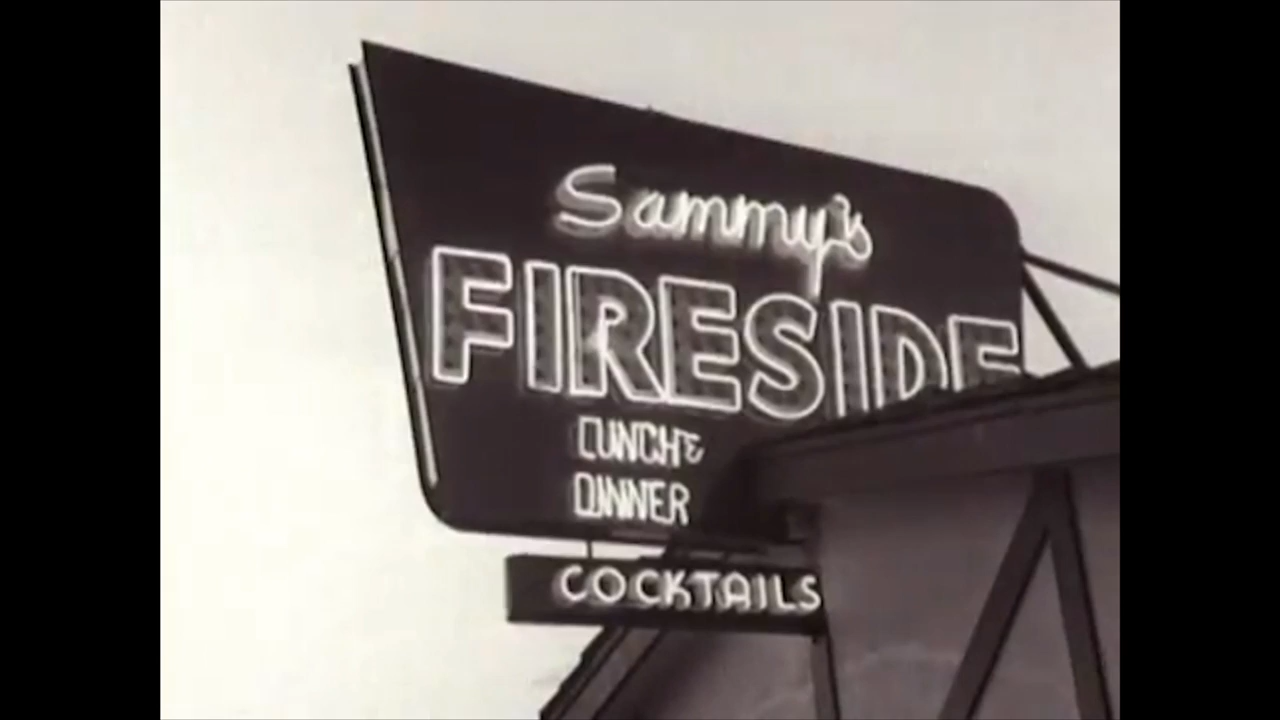 Sammy's
FIRESIDE
LUNCH &
DINNER
COCKTAILS